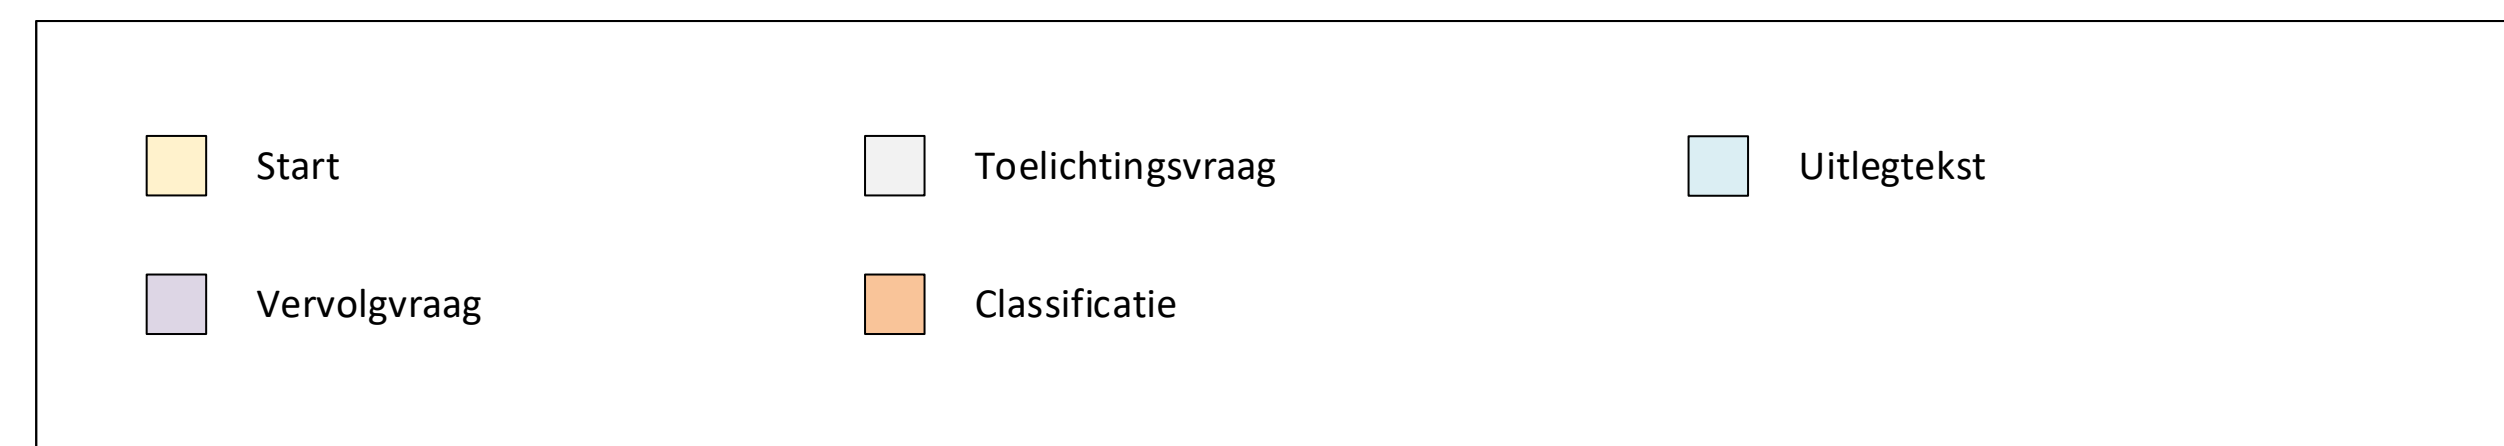 Start
Toelichtingsvraag
Uitlegtekst
Vervolgvraag
Classificatie